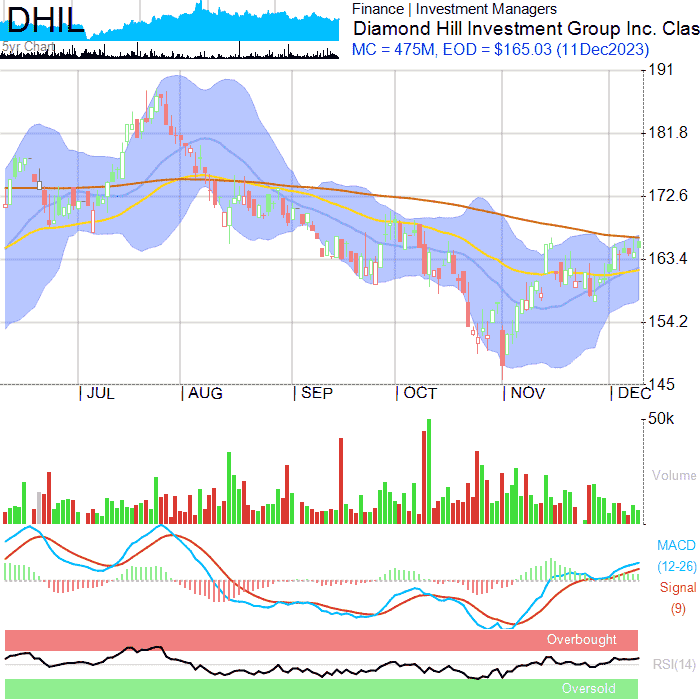 DHIL
5yr Chart
Finance | Investment Managers
Diamond Hill Investment Group Inc. Clas
MC = 475M, EOD = $165.03 (11Dec2023)
191
181.8
172.6
163.4
154.2
145
JUL AUG SEP OCT NOV DEC
50k
Volume
MACD
(12-26)
Signal
(9)
Overbought
RSI(14)
Oversold